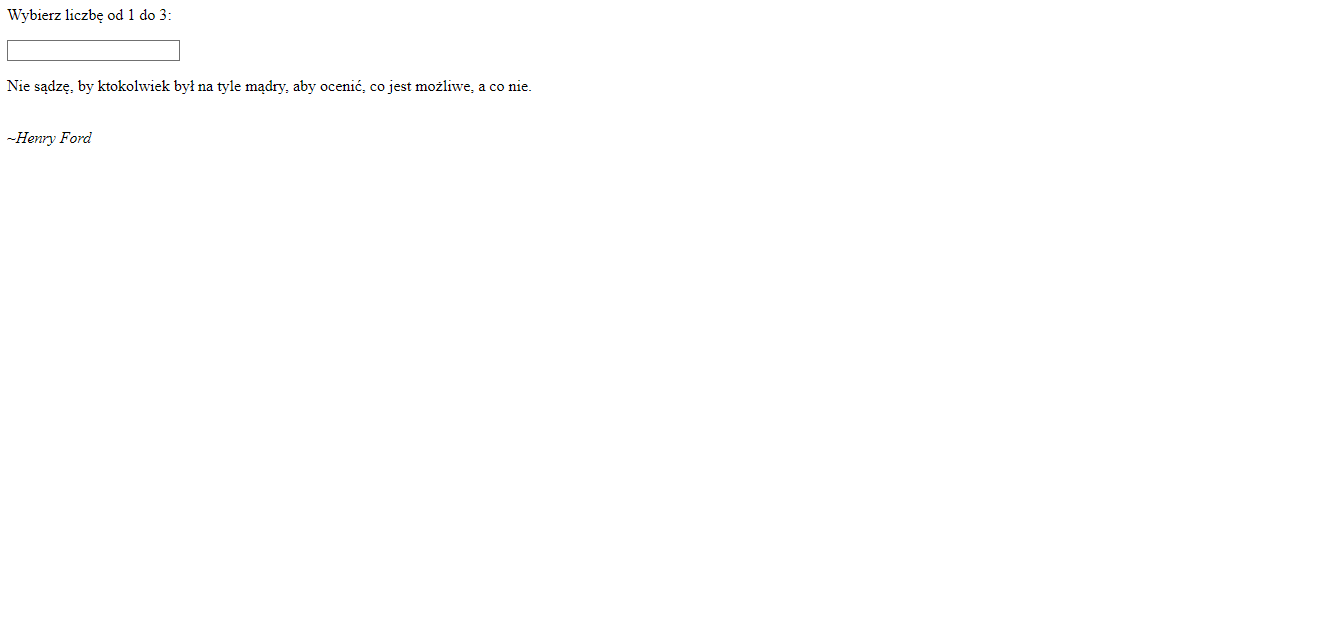 Wybierz liczbę od 1 do 3:
Nie sądzę, by ktokolwiek był na tyle mądry, aby ocenić, co jest możliwe, a co nie.
~Henry Ford